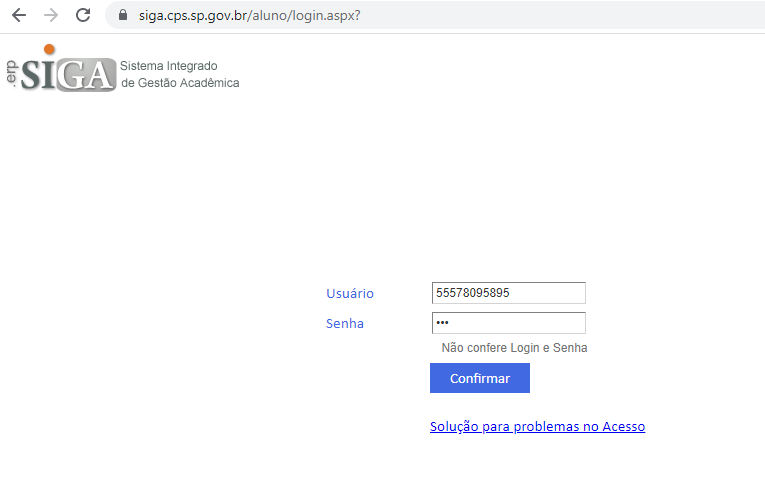 siga.cps.sp.gov.br/aluno/login.aspx?
.erp SIGA Sistema Integrado
de Gestão Acadêmica
Usuário 55578095895
Senha •••
Não confere Login e Senha
Confirmar
Solução para problemas no Acesso